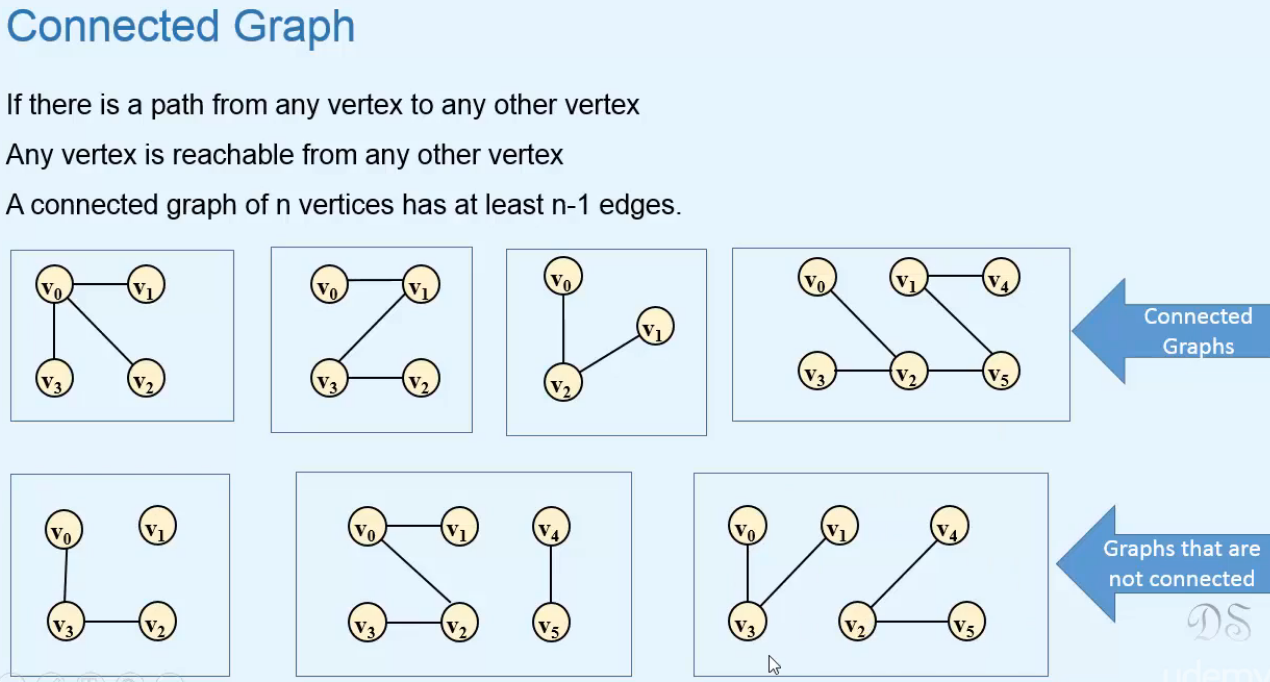 Connected Graph
If there is a path from any vertex to any other vertex
Any vertex is reachable from any other vertex
A connected graph of n vertices has at least n-1 edges.
v0 v1
v3 v2
v0 v1
v3 v2
v0
v1
v2
v0 v1 v4
v3 v2 v5
Connected
Graphs
v0 v1
v3 v2
v0 v1 v4
v3 v2 v5
v0 v1 v4
v3 v2 v5
Graphs that are
not connected
DS
udemy